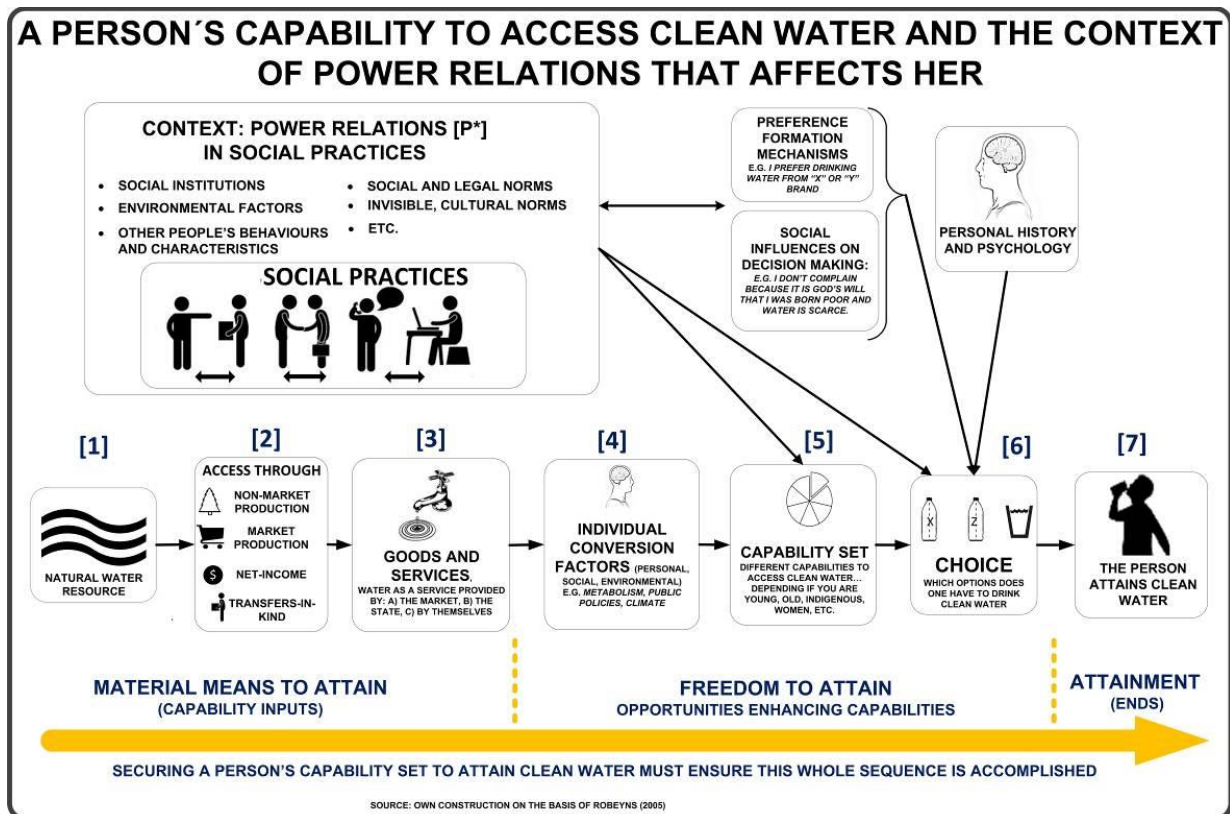 A PERSON´S CAPABILITY TO ACCESS CLEAN WATER AND THE CONTEXT
OF POWER RELATIONS THAT AFFECTS HER
CONTEXT: POWER RELATIONS [P*]
IN SOCIAL PRACTICES
• SOCIAL INSTITUTIONS
• ENVIRONMENTAL FACTORS
• OTHER PEOPLE'S BEHAVIOURS
AND CHARACTERISTICS
• SOCIAL AND LEGAL NORMS
• INVISIBLE, CULTURAL NORMS
• ETC.
SOCIAL PRACTICES
PREFERENCE
FORMATION
MECHANISMS
E.G. I PREFER DRINKING
WATER FROM "X" OR "Y"
BRAND
SOCIAL
INFLUENCES ON
DECISION MAKING:
E.G. I DON'T COMPLAIN
BECAUSE IT IS GOD'S WILL
THAT I WAS BORN POOR AND
WATER IS SCARCE.
PERSONAL HISTORY
AND PSYCHOLOGY
[1]
NATURAL WATER
RESOURCE
[2]
ACCESS THROUGH
NON-MARKET
PRODUCTION
MARKET
PRODUCTION
$
NET-INCOME
TRANSFERS-IN-
KIND
[3]
GOODS AND
SERVICES,
WATER AS A SERVICE PROVIDED
BY: A) THE MARKET, B) THE
STATE, C) BY THEMSELVES
[4]
INDIVIDUAL
CONVERSION
FACTORS (PERSONAL,
SOCIAL, ENVIRONMENTAL)
E.G. METABOLISM, PUBLIC
POLICIES, CLIMATE
[5]
CAPABILITY SET
DIFFERENT CAPABILITIES TO
ACCESS CLEAN WATER...
DEPENDING IF YOU ARE
YOUNG, OLD, INDIGENOUS,
WOMEN, ETC.
[6]
X Z
CHOICE
WHICH OPTIONS DOES
ONE HAVE TO DRINK
CLEAN WATER
[7]
THE PERSON
ATTAINS CLEAN
WATER
MATERIAL MEANS TO ATTAIN
(CAPABILITY INPUTS)
FREEDOM TO ATTAIN
OPPORTUNITIES ENHANCING CAPABILITIES
ATTAINMENT
(ENDS)
SECURING A PERSON'S CAPABILITY SET TO ATTAIN CLEAN WATER MUST ENSURE THIS WHOLE SEQUENCE IS ACCOMPLISHED
SOURCE: OWN CONSTRUCTION ON THE BASIS OF ROBEYNS (2005)